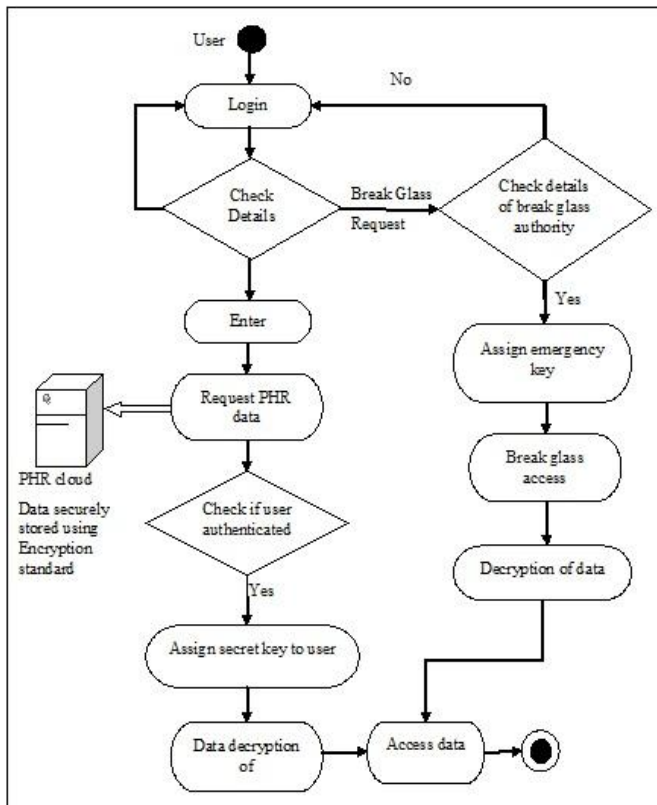 User
No
Login
Check
Details
Break Glass
Request
Check details
of break glass
authority
Yes
Enter
Assign emergency
key
Request PHR
data
Break glass
access
PHR cloud
Data securely
stored using
Encryption
standard
Check if user
authenticated
Decryption of data
Yes
Assign secret key to user
Data decryption
of
Access data